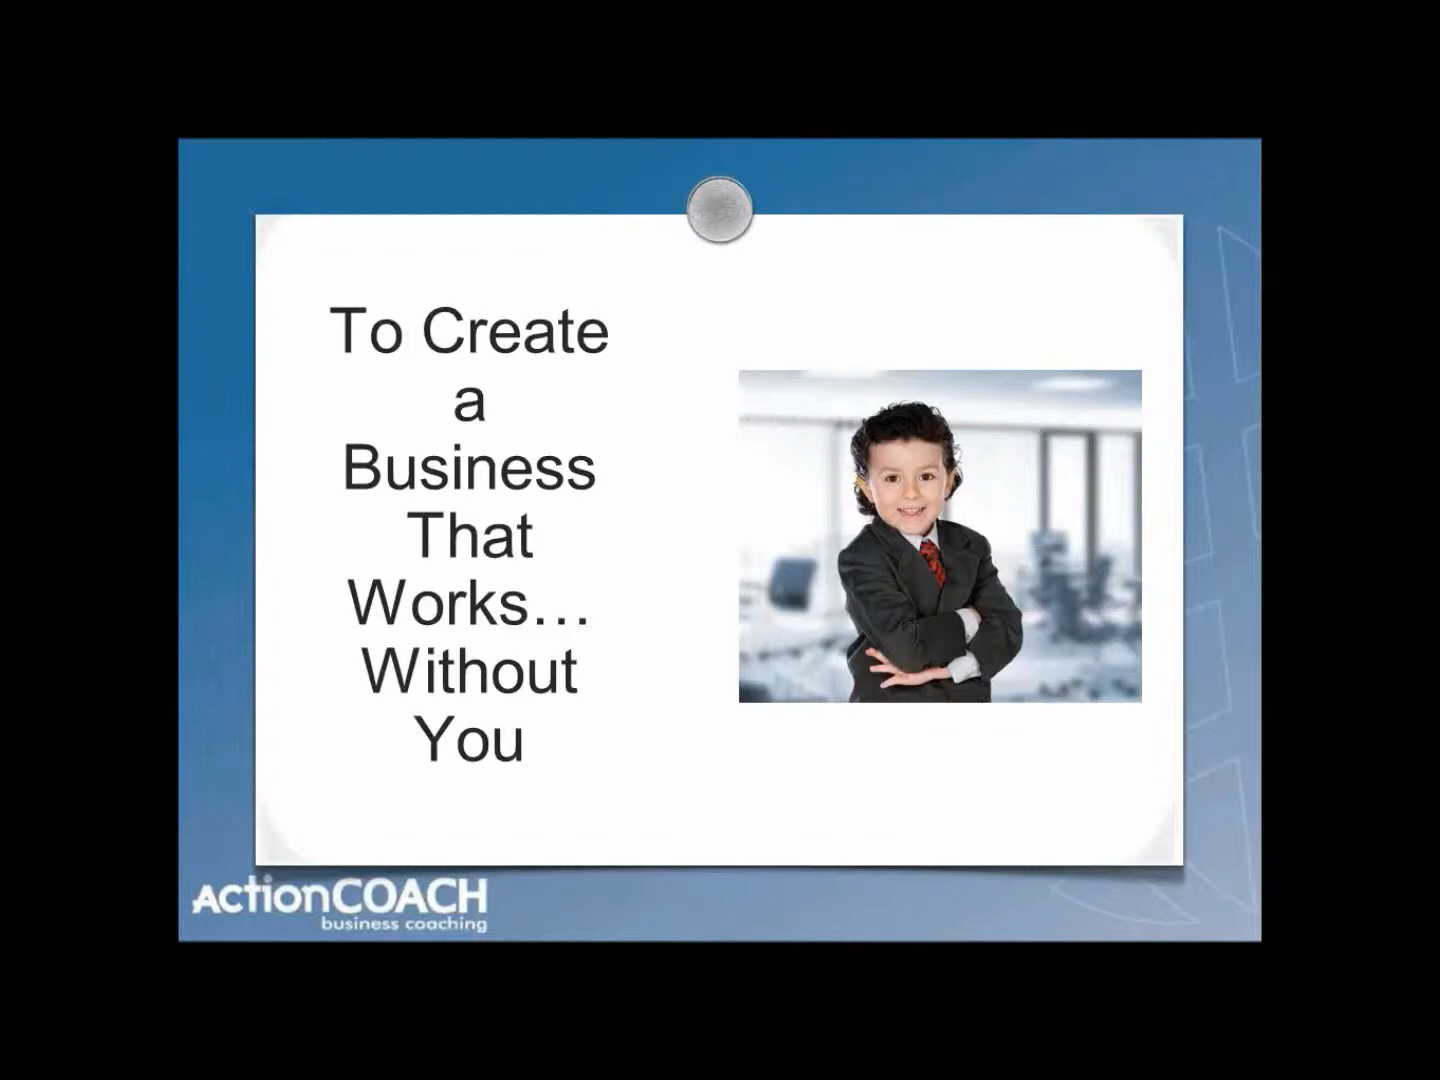 To Create
a
Business
That
Works…
Without
You
ActionCOACH
business coaching